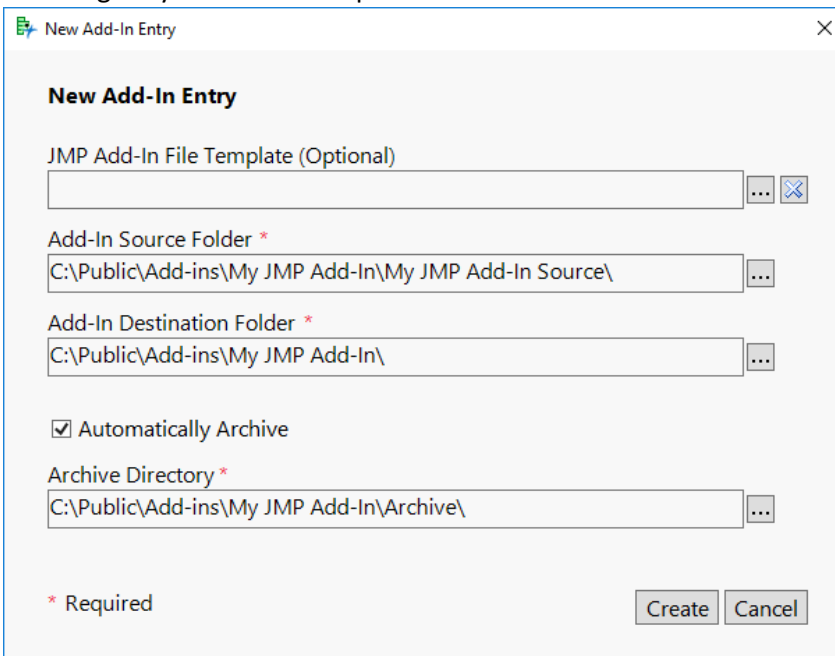 New Add-In Entry
New Add-In Entry
JMP Add-In File Template (Optional)
...
Add-In Source Folder *
C:\Public\Add-ins\My JMP Add-In\My JMP Add-In Source\ ...
Add-In Destination Folder *
C:\Public\Add-ins\My JMP Add-In\ ...
Automatically Archive
Archive Directory *
C:\Public\Add-ins\My JMP Add-In\Archive\ ...
* Required Create Cancel